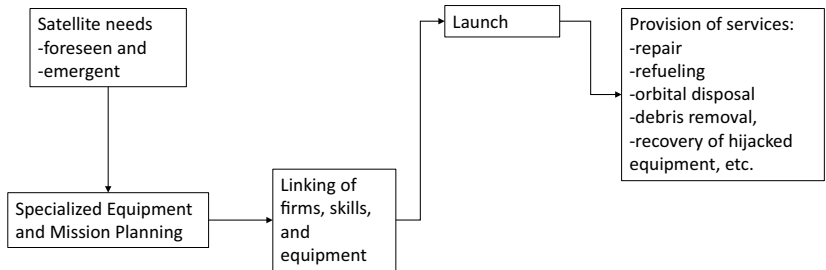 Satellite needs
-foreseen and
-emergent
Specialized Equipment
and Mission Planning
Linking of
firms, skills,
and
equipment
Launch
Provision of services:
-repair
-refueling
-orbital disposal
-debris removal,
-recovery of hijacked
equipment, etc.